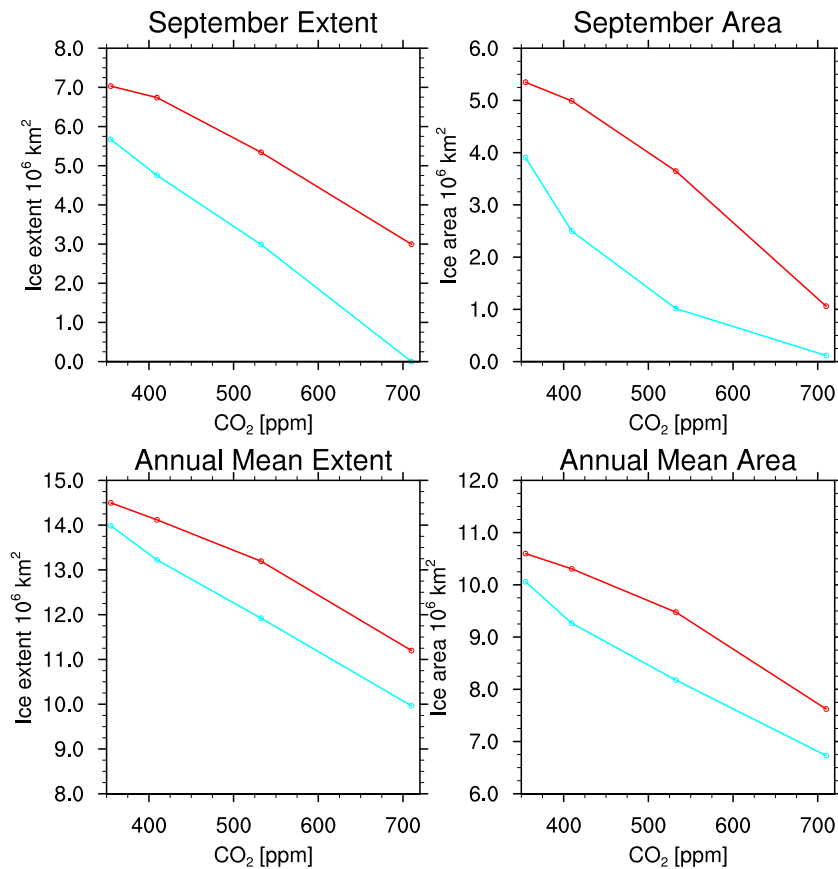 September Extent
8.0
7.0
6.0
5.0
4.0
3.0
2.0
1.0
0.0
Ice extent 10⁶ km²
400 500 600 700
CO₂ [ppm]
September Area
6.0
5.0
4.0
3.0
2.0
1.0
0.0
Ice area 10⁶ km²
400 500 600 700
CO₂ [ppm]
Annual Mean Extent
15.0
14.0
13.0
12.0
11.0
10.0
9.0
8.0
Ice extent 10⁶ km²
400 500 600 700
CO₂ [ppm]
Annual Mean Area
12.0
11.0
10.0
9.0
8.0
7.0
6.0
Ice area 10⁶ km²
400 500 600 700
CO₂ [ppm]